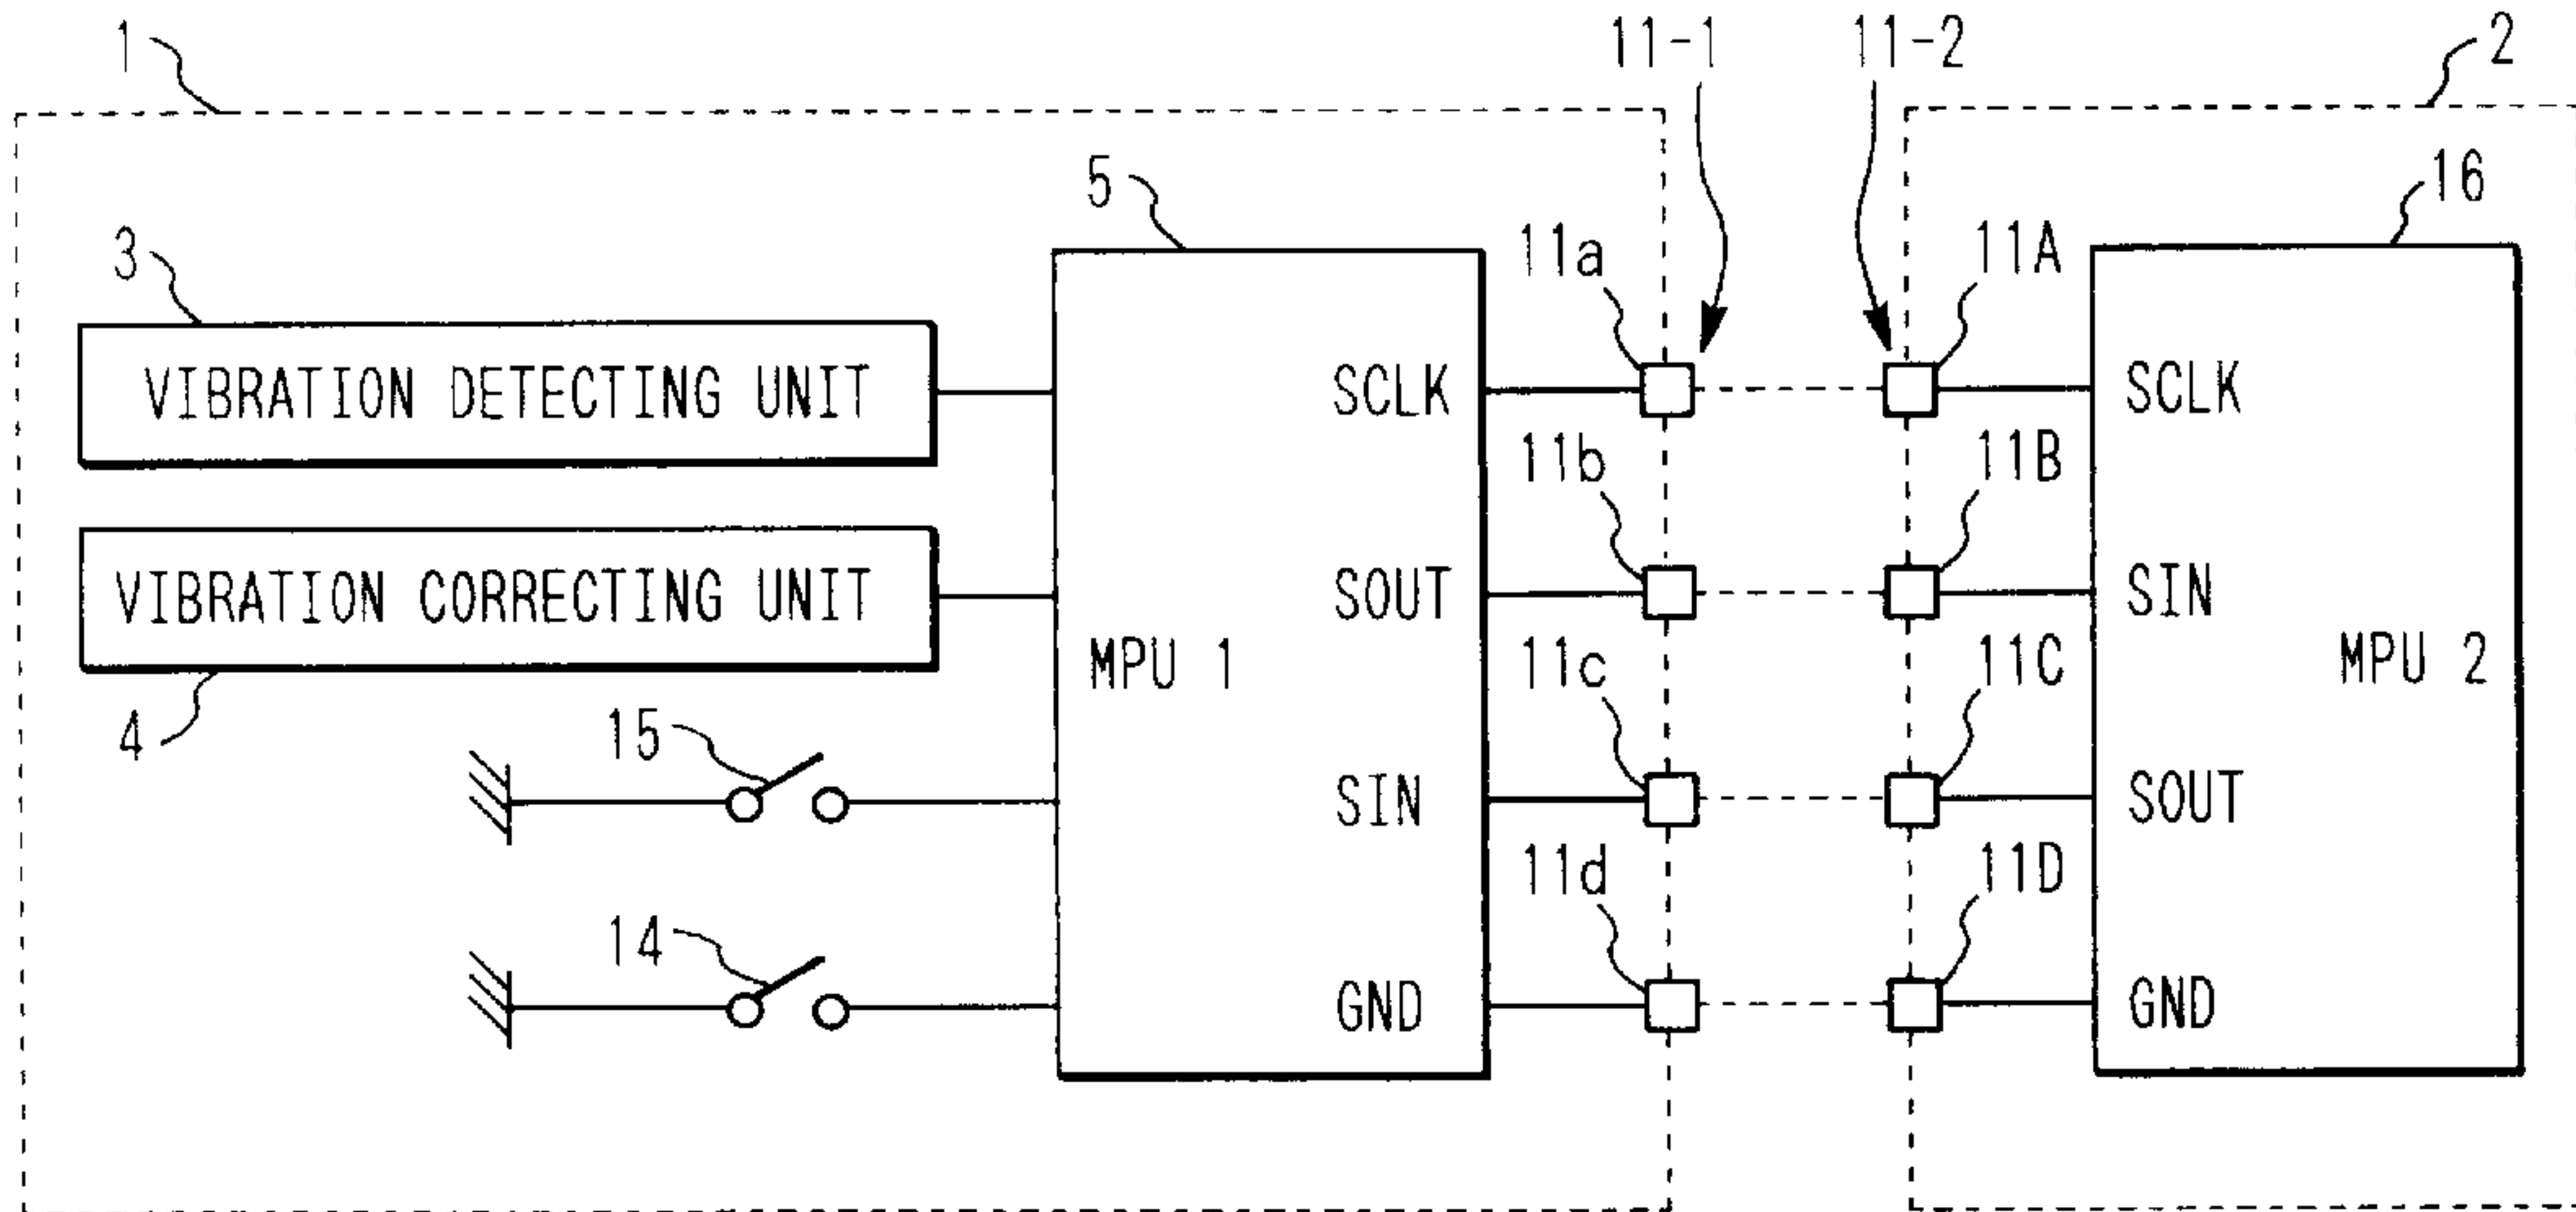 1 11-1 11-2 2
5 16
3 11a 11A
VIBRATION DETECTING UNIT SCLK SCLK
11b 11B
VIBRATION CORRECTING UNIT SOUT SIN
MPU 1 11c 11C MPU 2
4 15
SIN SOUT
11d 11D
14
GND GND